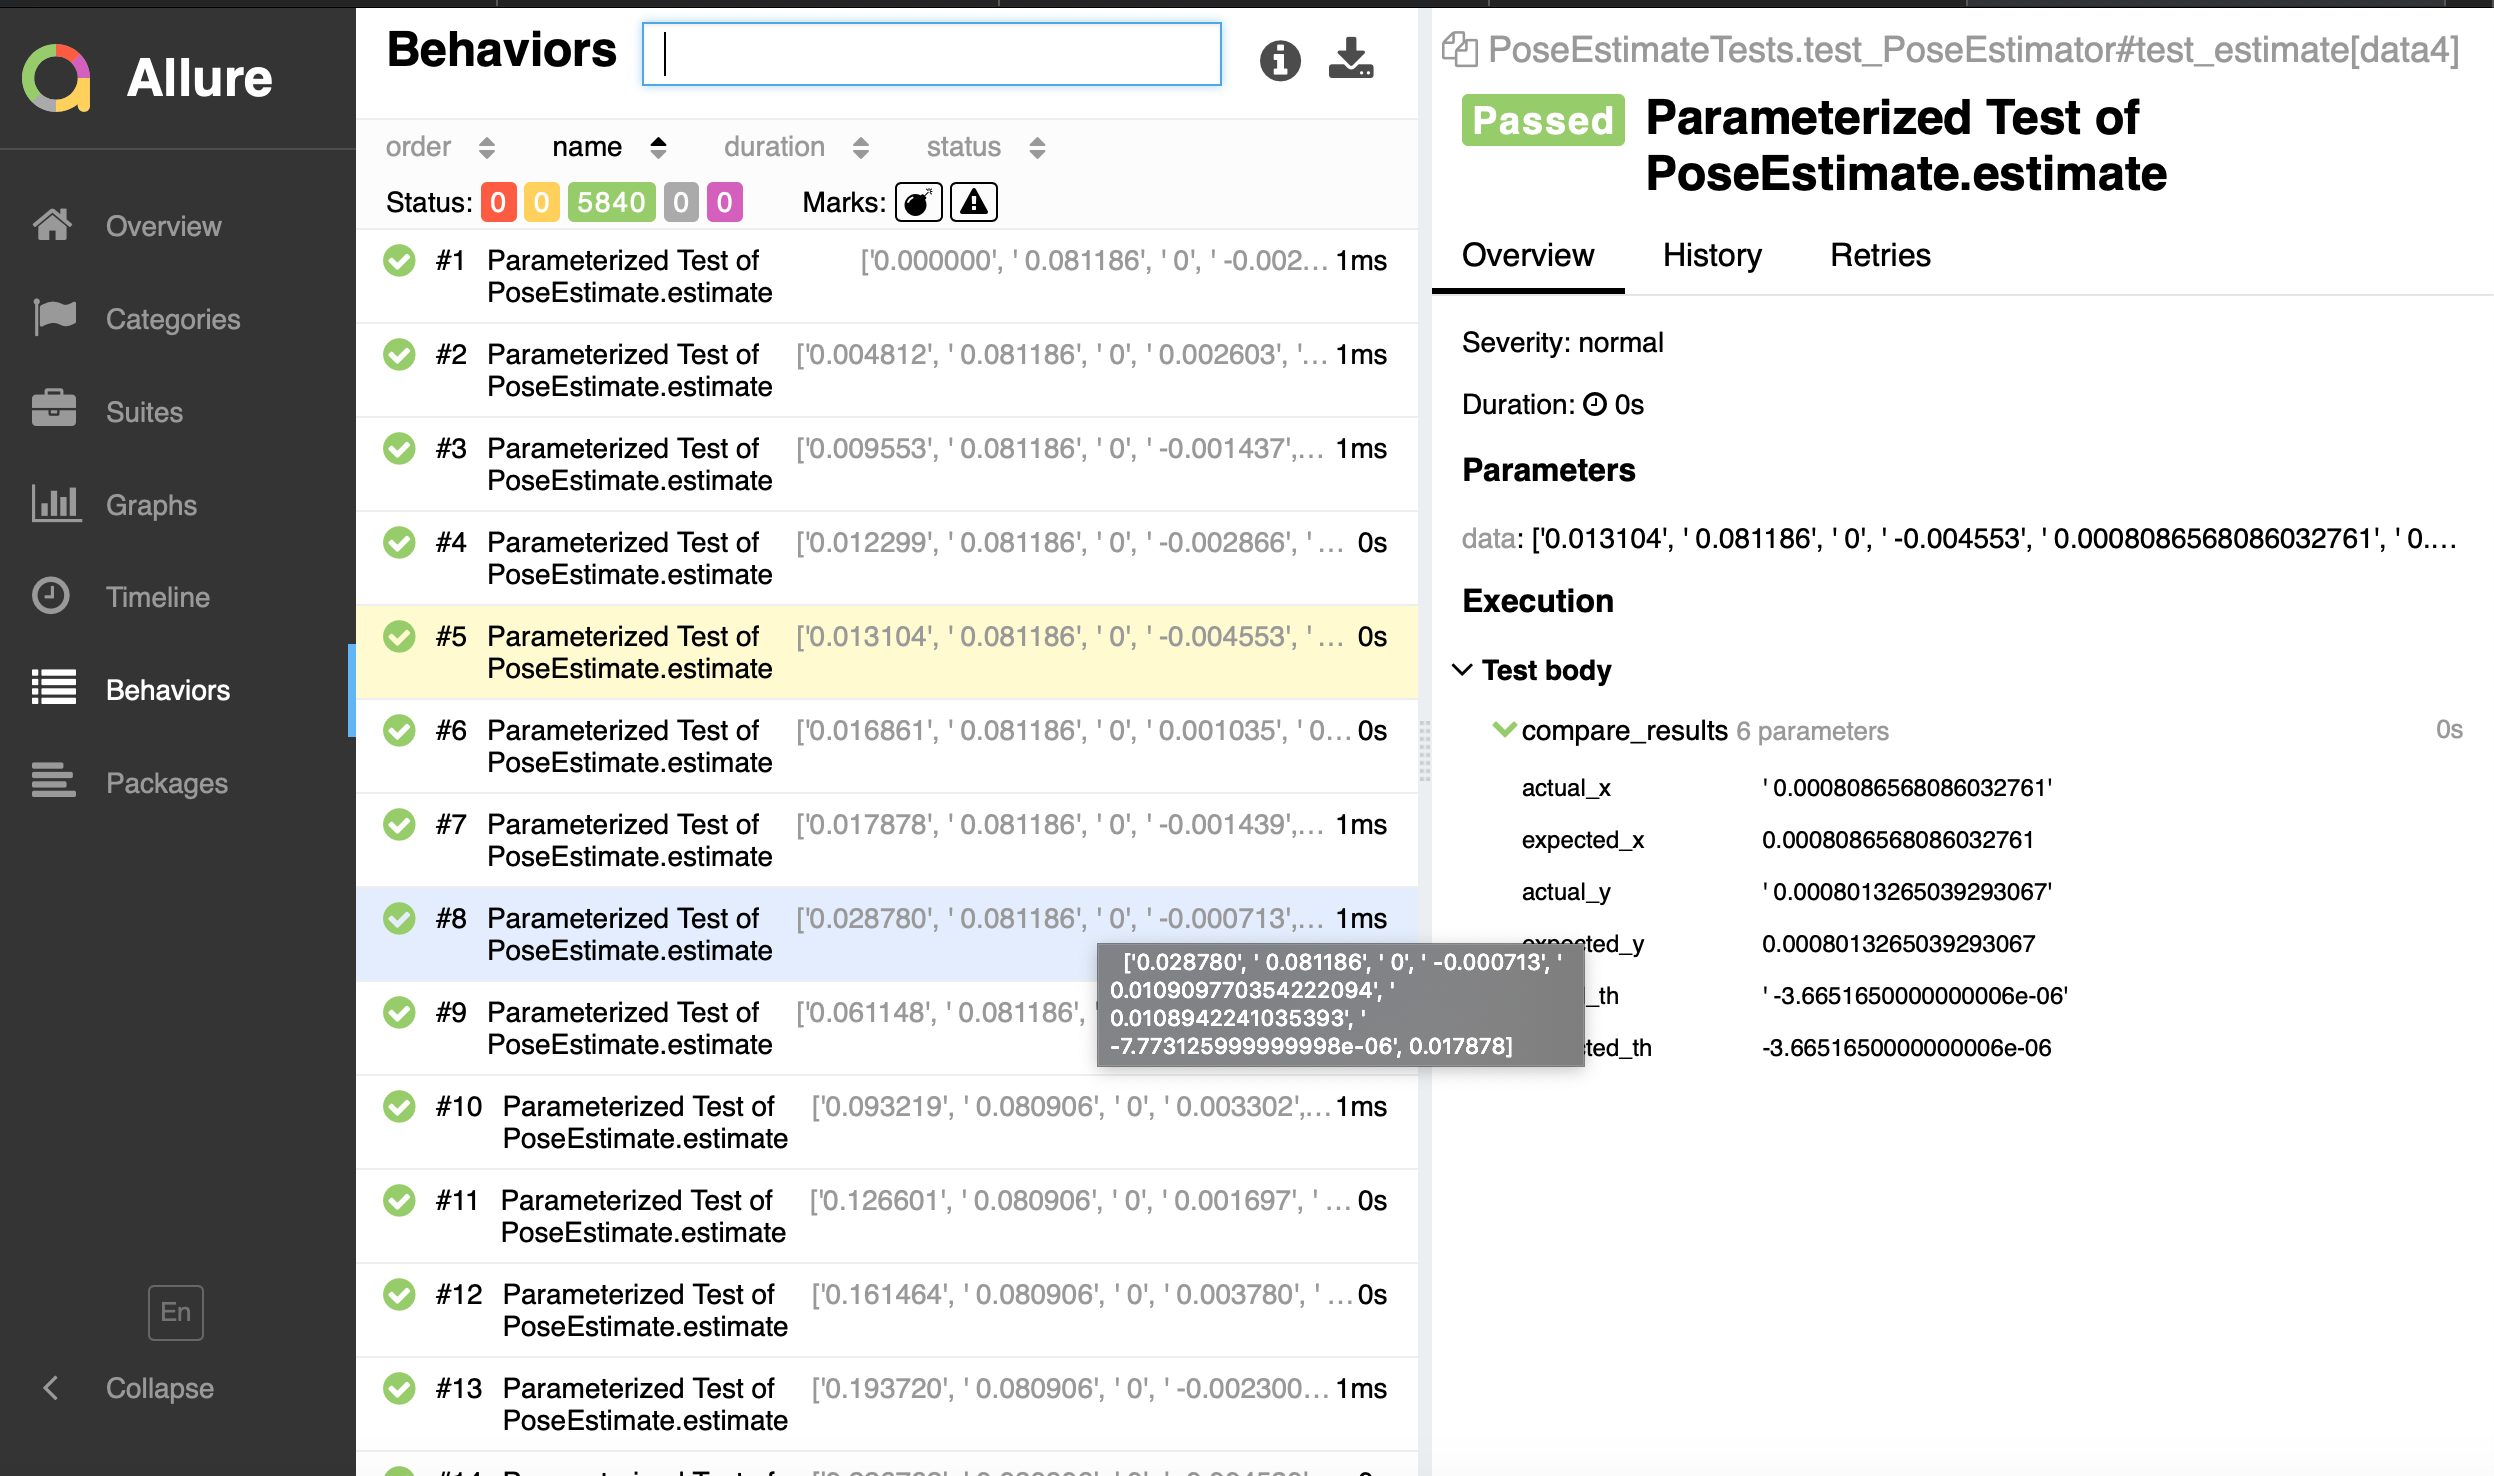 Allure
Overview
Categories
Suites
Graphs
Timeline
Behaviors
Packages
En
Collapse
Behaviors
order name duration status
Status: 0 0 5840 0 0 Marks:
#1 Parameterized Test of ['0.000000', ' 0.081186', ' 0', ' -0.002… 1ms
PoseEstimate.estimate
#2 Parameterized Test of ['0.004812', ' 0.081186', ' 0', ' 0.002603', '… 1ms
PoseEstimate.estimate
#3 Parameterized Test of ['0.009553', ' 0.081186', ' 0', ' -0.001437',… 1ms
PoseEstimate.estimate
#4 Parameterized Test of ['0.012299', ' 0.081186', ' 0', ' -0.002866', ' … 0s
PoseEstimate.estimate
#5 Parameterized Test of ['0.013104', ' 0.081186', ' 0', ' -0.004553', ' … 0s
PoseEstimate.estimate
#6 Parameterized Test of ['0.016861', ' 0.081186', ' 0', ' 0.001035', ' 0… 0s
PoseEstimate.estimate
#7 Parameterized Test of ['0.017878', ' 0.081186', ' 0', ' -0.001439',… 1ms
PoseEstimate.estimate
#8 Parameterized Test of ['0.028780', ' 0.081186', ' 0', ' -0.000713',… 1ms
PoseEstimate.estimate
['0.028780', ' 0.081186', ' 0', ' -0.000713', '
0.010909770354222094', '
0.0108942241035393', '
-7.773125999999998e-06', 0.017878]
#9 Parameterized Test of ['0.061148', ' 0.081186', '
PoseEstimate.estimate
#10 Parameterized Test of ['0.093219', ' 0.080906', ' 0', ' 0.003302',… 1ms
PoseEstimate.estimate
#11 Parameterized Test of ['0.126601', ' 0.080906', ' 0', ' 0.001697', ' … 0s
PoseEstimate.estimate
#12 Parameterized Test of ['0.161464', ' 0.080906', ' 0', ' 0.003780', ' … 0s
PoseEstimate.estimate
#13 Parameterized Test of ['0.193720', ' 0.080906', ' 0', ' -0.002300… 1ms
PoseEstimate.estimate
PoseEstimateTests.test_PoseEstimator#test_estimate[data4]
Passed Parameterized Test of
PoseEstimate.estimate
Overview History Retries
Severity: normal
Duration: 0s
Parameters
data: ['0.013104', ' 0.081186', ' 0', ' -0.004553', ' 0.0008086568086032761', ' 0.…
Execution
Test body
compare_results 6 parameters 0s
actual_x ' 0.0008086568086032761'
expected_x 0.0008086568086032761
actual_y ' 0.0008013265039293067'
expected_y 0.0008013265039293067
_th ' -3.6651650000000006e-06'
ted_th -3.6651650000000006e-06